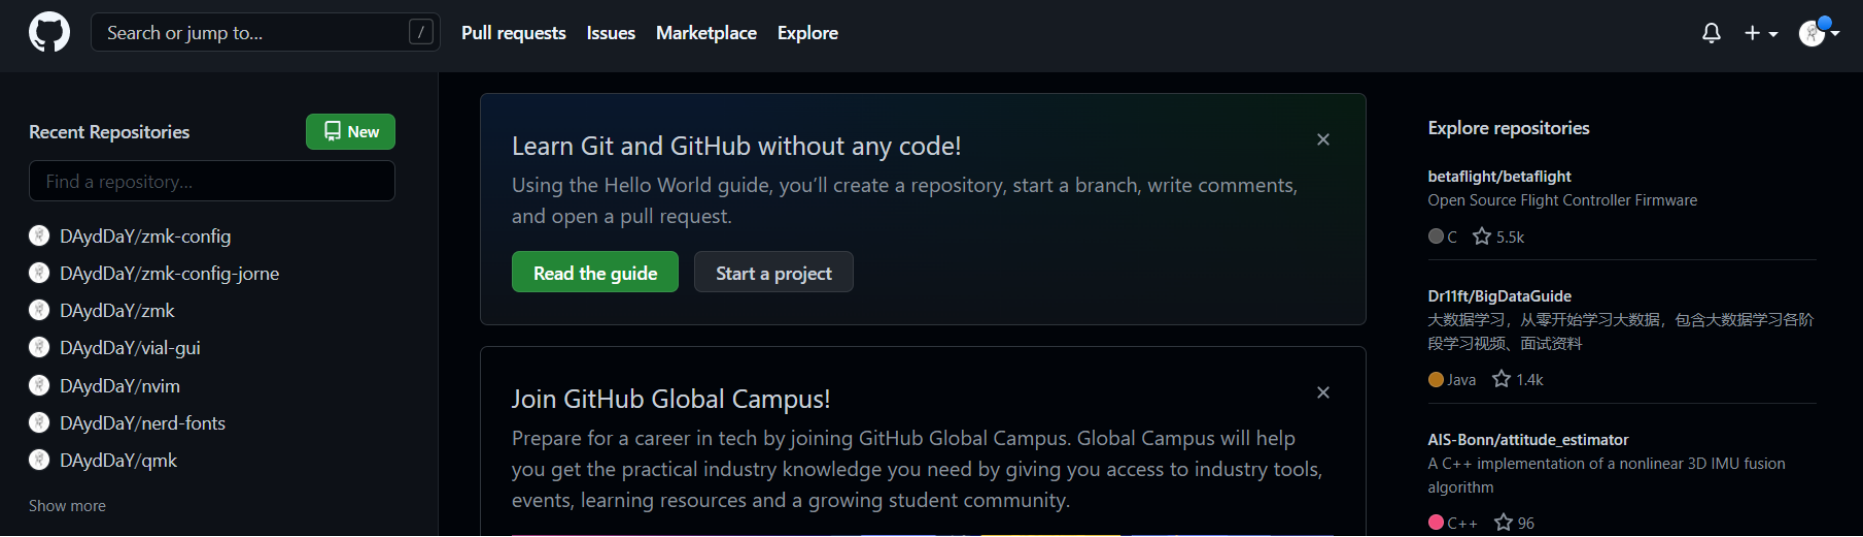 Search or jump to...
/
Pull requests
Issues
Marketplace
Explore
Recent Repositories
New
Find a repository...
DAydDaY/zmk-config
DAydDaY/zmk-config-jorne
DAydDaY/zmk
DAydDaY/vial-gui
DAydDaY/nvim
DAydDaY/nerd-fonts
DAydDaY/qmk
Show more
Learn Git and GitHub without any code!
Using the Hello World guide, you’ll create a repository, start a branch, write comments,
and open a pull request.
Read the guide
Start a project
Join GitHub Global Campus!
Prepare for a career in tech by joining GitHub Global Campus. Global Campus will help
you get the practical industry knowledge you need by giving you access to industry tools,
events, learning resources and a growing student community.
Explore repositories
betaflight/betaflight
Open Source Flight Controller Firmware
C 5.5k
Dr11ft/BigDataGuide
大数据学习，从零开始学习大数据，包含大数据学习各阶
段学习视频、面试资料
Java 1.4k
AIS-Bonn/attitude_estimator
A C++ implementation of a nonlinear 3D IMU fusion
algorithm
C++ 96